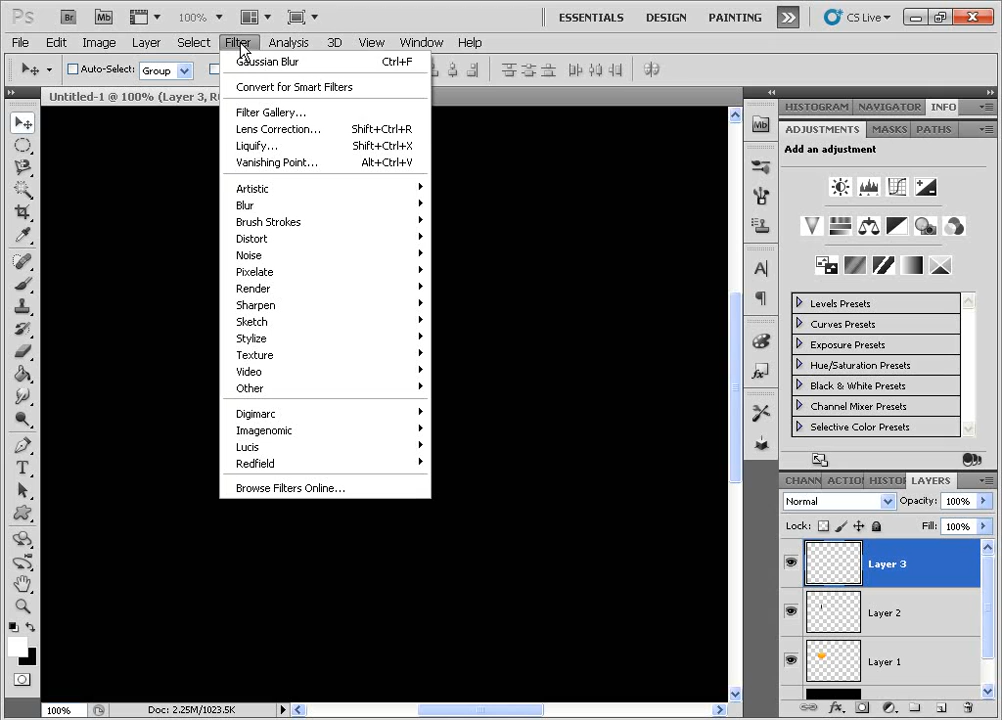 Ps Br Mb 100% ESSENTIALS DESIGN PAINTING CS Live
File Edit Image Layer Select Filter Analysis 3D View Window Help
Auto-Select: Group
Gaussian Blur Ctrl+F
Convert for Smart Filters
Filter Gallery...
Lens Correction... Shift+Ctrl+R
Liquify... Shift+Ctrl+X
Vanishing Point... Alt+Ctrl+V
Artistic
Blur
Brush Strokes
Distort
Noise
Pixelate
Render
Sharpen
Sketch
Stylize
Texture
Video
Other
Digimarc
Imagenomic
Lucis
Redfield
Browse Filters Online...
Untitled-1 @ 100% (Layer 3, R
HISTOGRAM NAVIGATOR INFO
ADJUSTMENTS MASKS PATHS
Add an adjustment
Levels Presets
Curves Presets
Exposure Presets
Hue/Saturation Presets
Black & White Presets
Channel Mixer Presets
Selective Color Presets
CHANN ACTIO HISTO LAYERS
Normal Opacity: 100%
Lock: Fill: 100%
Layer 3
Layer 2
Layer 1
100% Doc: 2.25M/1023.5K